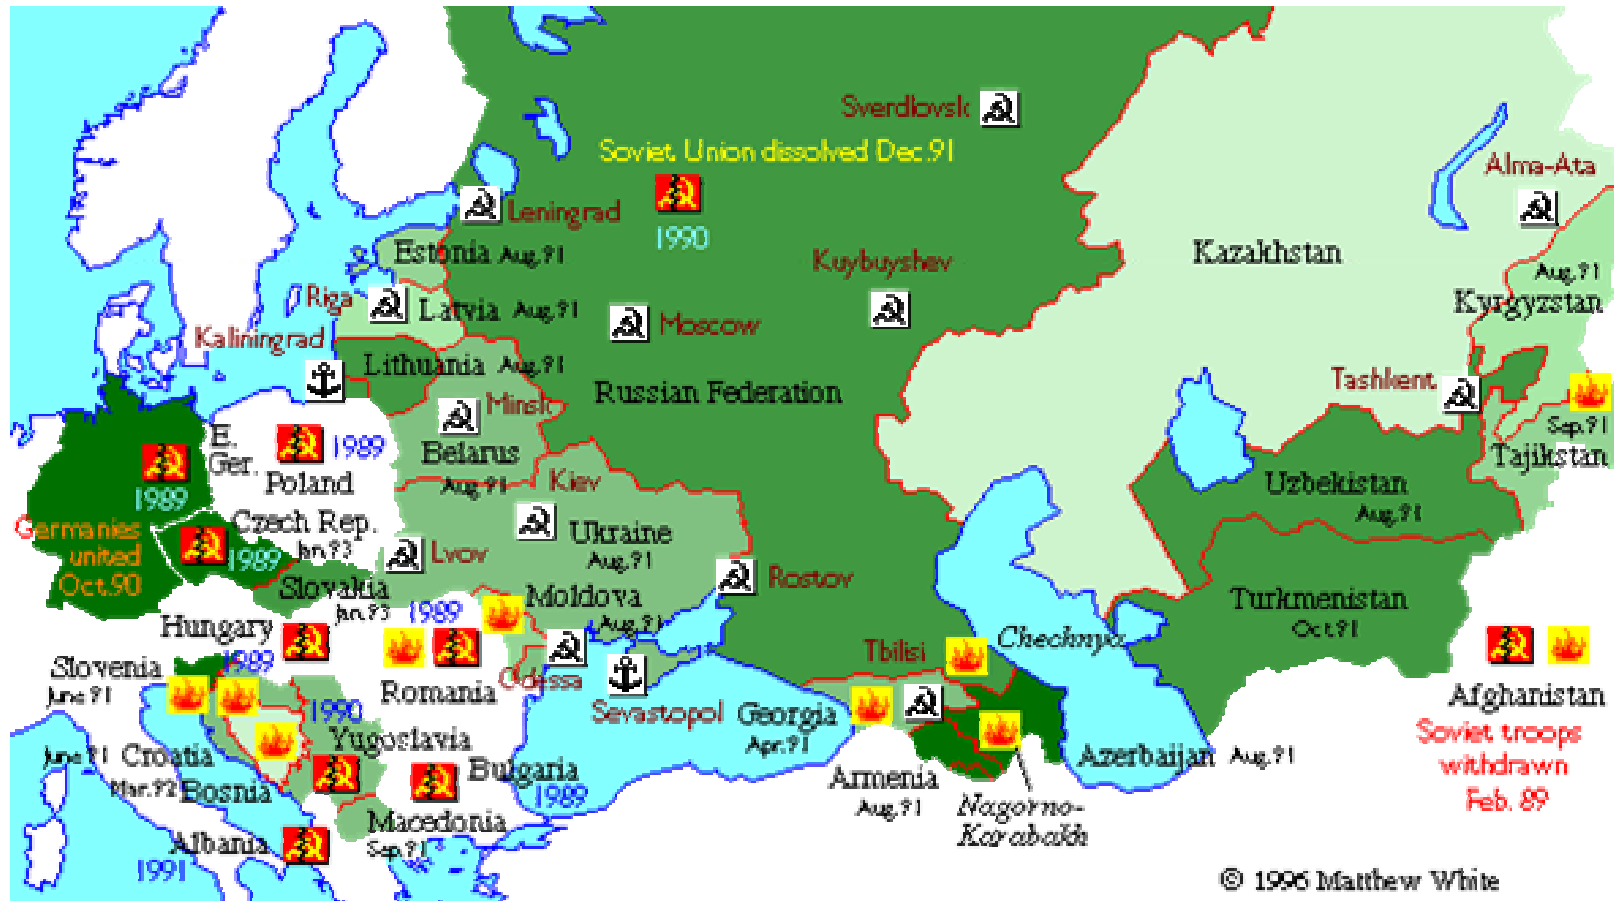 Sverdlovsk
Soviet Union dissolved Dec.91
Alma-Ata
Leningrad
1990
Estonia Aug.91
Kuybuyshev
Kazakhstan
Aug.91
Kyrgyzstan
Riga
Latvia Aug.91
Moscow
Kaliningrad
Lithuania Aug.91
Russian Federation
Tashkent
Minsk
Sep.91
Tajikstan
E.
Ger.
1989
Poland
Belarus
Aug.91
Kiev
Uzbekistan
Aug.91
1989
Germanies
united
Oct.90
Czech Rep.
Jan.93
1989
Lvov
Ukraine
Aug.91
Rostov
Slovakia
Jan.93
1989
Moldova
Aug.91
Turkmenistan
Oct.91
Hungary
1989
Slovenia
June 91
Romania
Odessa
Tbilisi
Chechnya
Sevastopol
Georgia
Apr.91
Afghanistan
Soviet troops
withdrawn
Feb. 89
1990
Yugoslavia
June 91 Croatia
Mar.92 Bosnia
Bulgaria
1989
Armenia
Aug.91
Azerbaijan Aug.91
Nagorno-
Karabakh
Macedonia
Sep.91
Albania
1991
© 1996 Matthew White